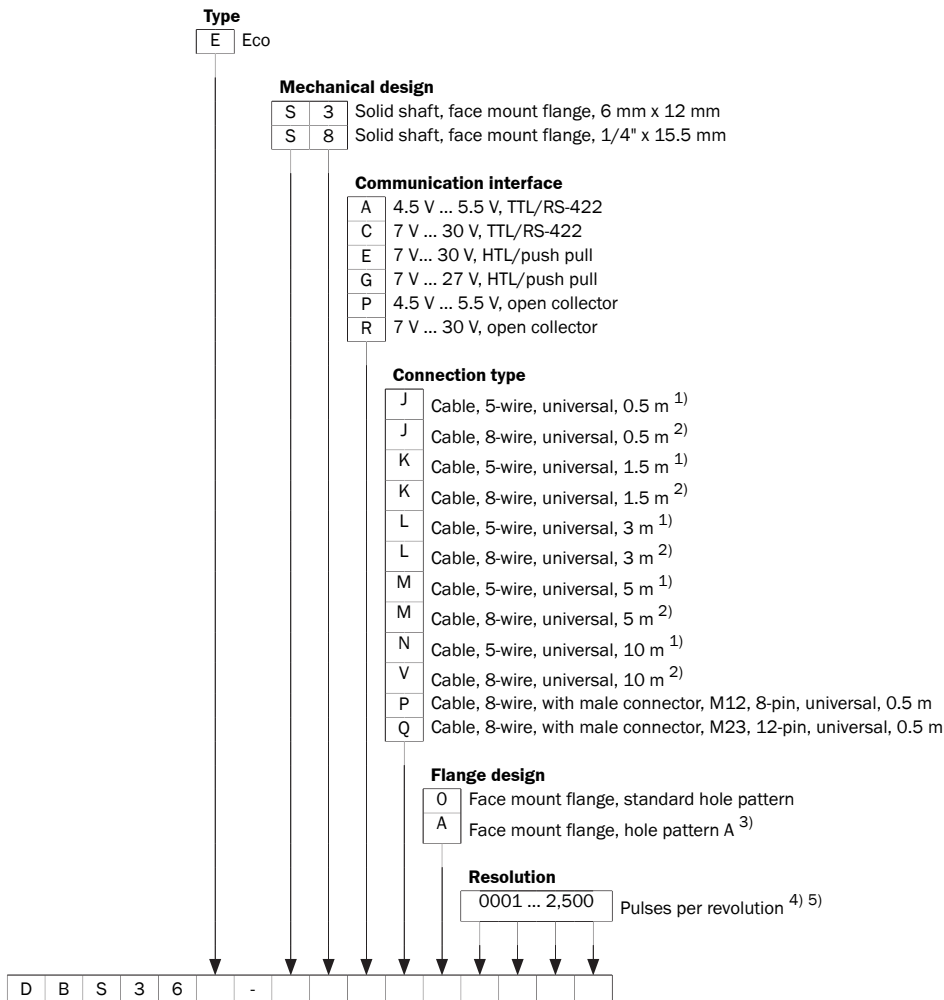 Type
E Eco
Mechanical design
S 3 Solid shaft, face mount flange, 6 mm x 12 mm
S 8 Solid shaft, face mount flange, 1/4" x 15.5 mm
Communication interface
A 4.5 V ... 5.5 V, TTL/RS-422
C 7 V ... 30 V, TTL/RS-422
E 7 V... 30 V, HTL/push pull
G 7 V ... 27 V, HTL/push pull
P 4.5 V ... 5.5 V, open collector
R 7 V ... 30 V, open collector
Connection type
J Cable, 5-wire, universal, 0.5 m 1)
J Cable, 8-wire, universal, 0.5 m 2)
K Cable, 5-wire, universal, 1.5 m 1)
K Cable, 8-wire, universal, 1.5 m 2)
L Cable, 5-wire, universal, 3 m 1)
L Cable, 8-wire, universal, 3 m 2)
M Cable, 5-wire, universal, 5 m 1)
M Cable, 8-wire, universal, 5 m 2)
N Cable, 5-wire, universal, 10 m 1)
V Cable, 8-wire, universal, 10 m 2)
P Cable, 8-wire, with male connector, M12, 8-pin, universal, 0.5 m
Q Cable, 8-wire, with male connector, M23, 12-pin, universal, 0.5 m
Flange design
0 Face mount flange, standard hole pattern
A Face mount flange, hole pattern A 3)
Resolution
0001 ... 2,500 Pulses per revolution 4) 5)
D B S 3 6 -